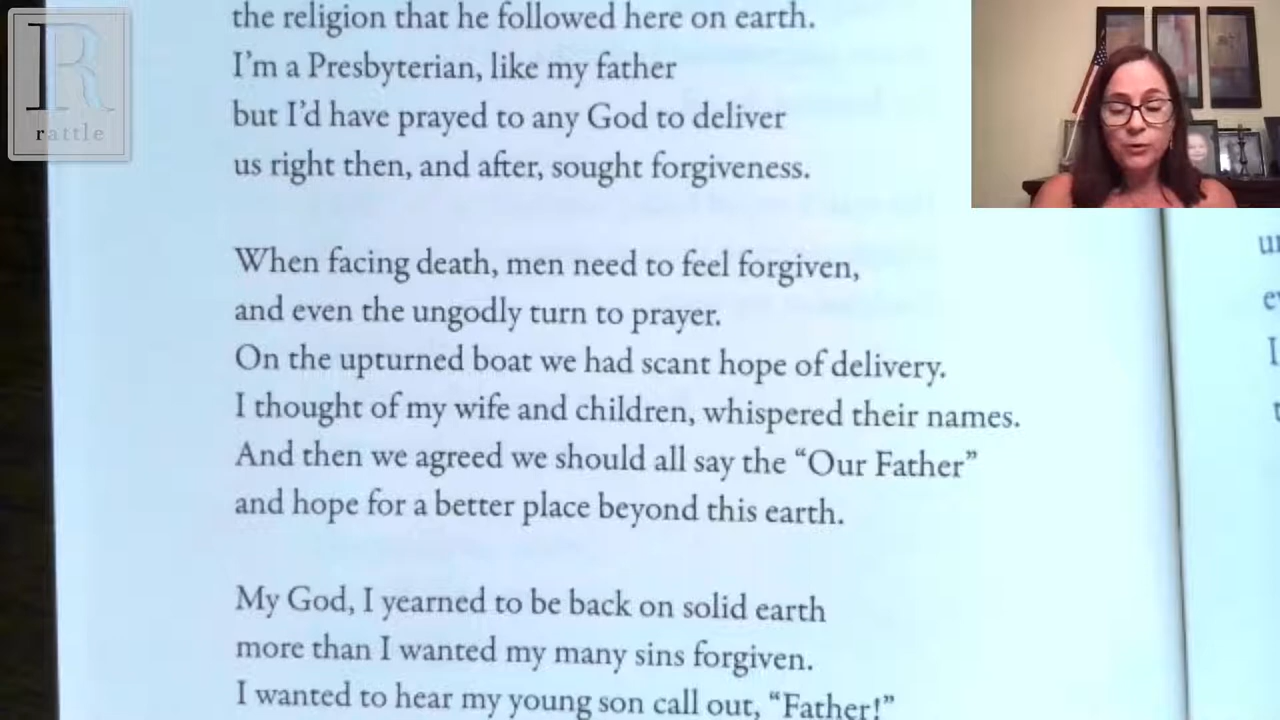 R
rattle
the religion that he followed here on earth.
I'm a Presbyterian, like my father
but I'd have prayed to any God to deliver
us right then, and after, sought forgiveness.
When facing death, men need to feel forgiven,
and even the ungodly turn to prayer.
On the upturned boat we had scant hope of delivery.
I thought of my wife and children, whispered their names.
And then we agreed we should all say the “Our Father”
and hope for a better place beyond this earth.
My God, I yearned to be back on solid earth
more than I wanted my many sins forgiven.
I wanted to hear my young son call out, “Father!”